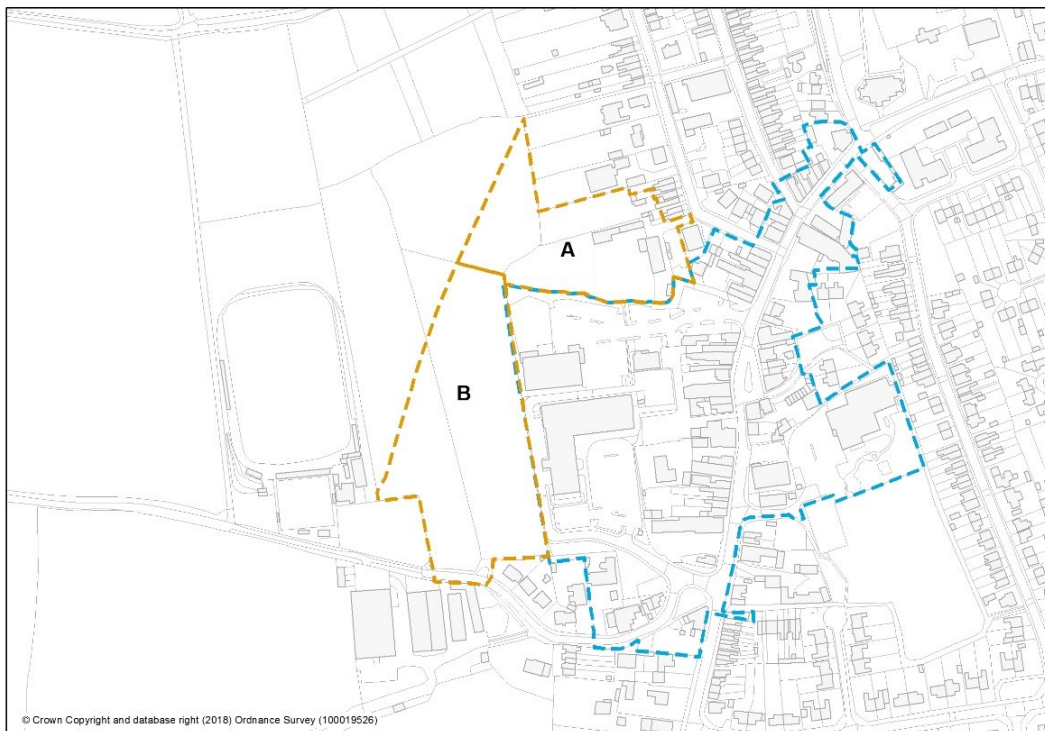 A
B
© Crown Copyright and database right (2018) Ordnance Survey (100019526)